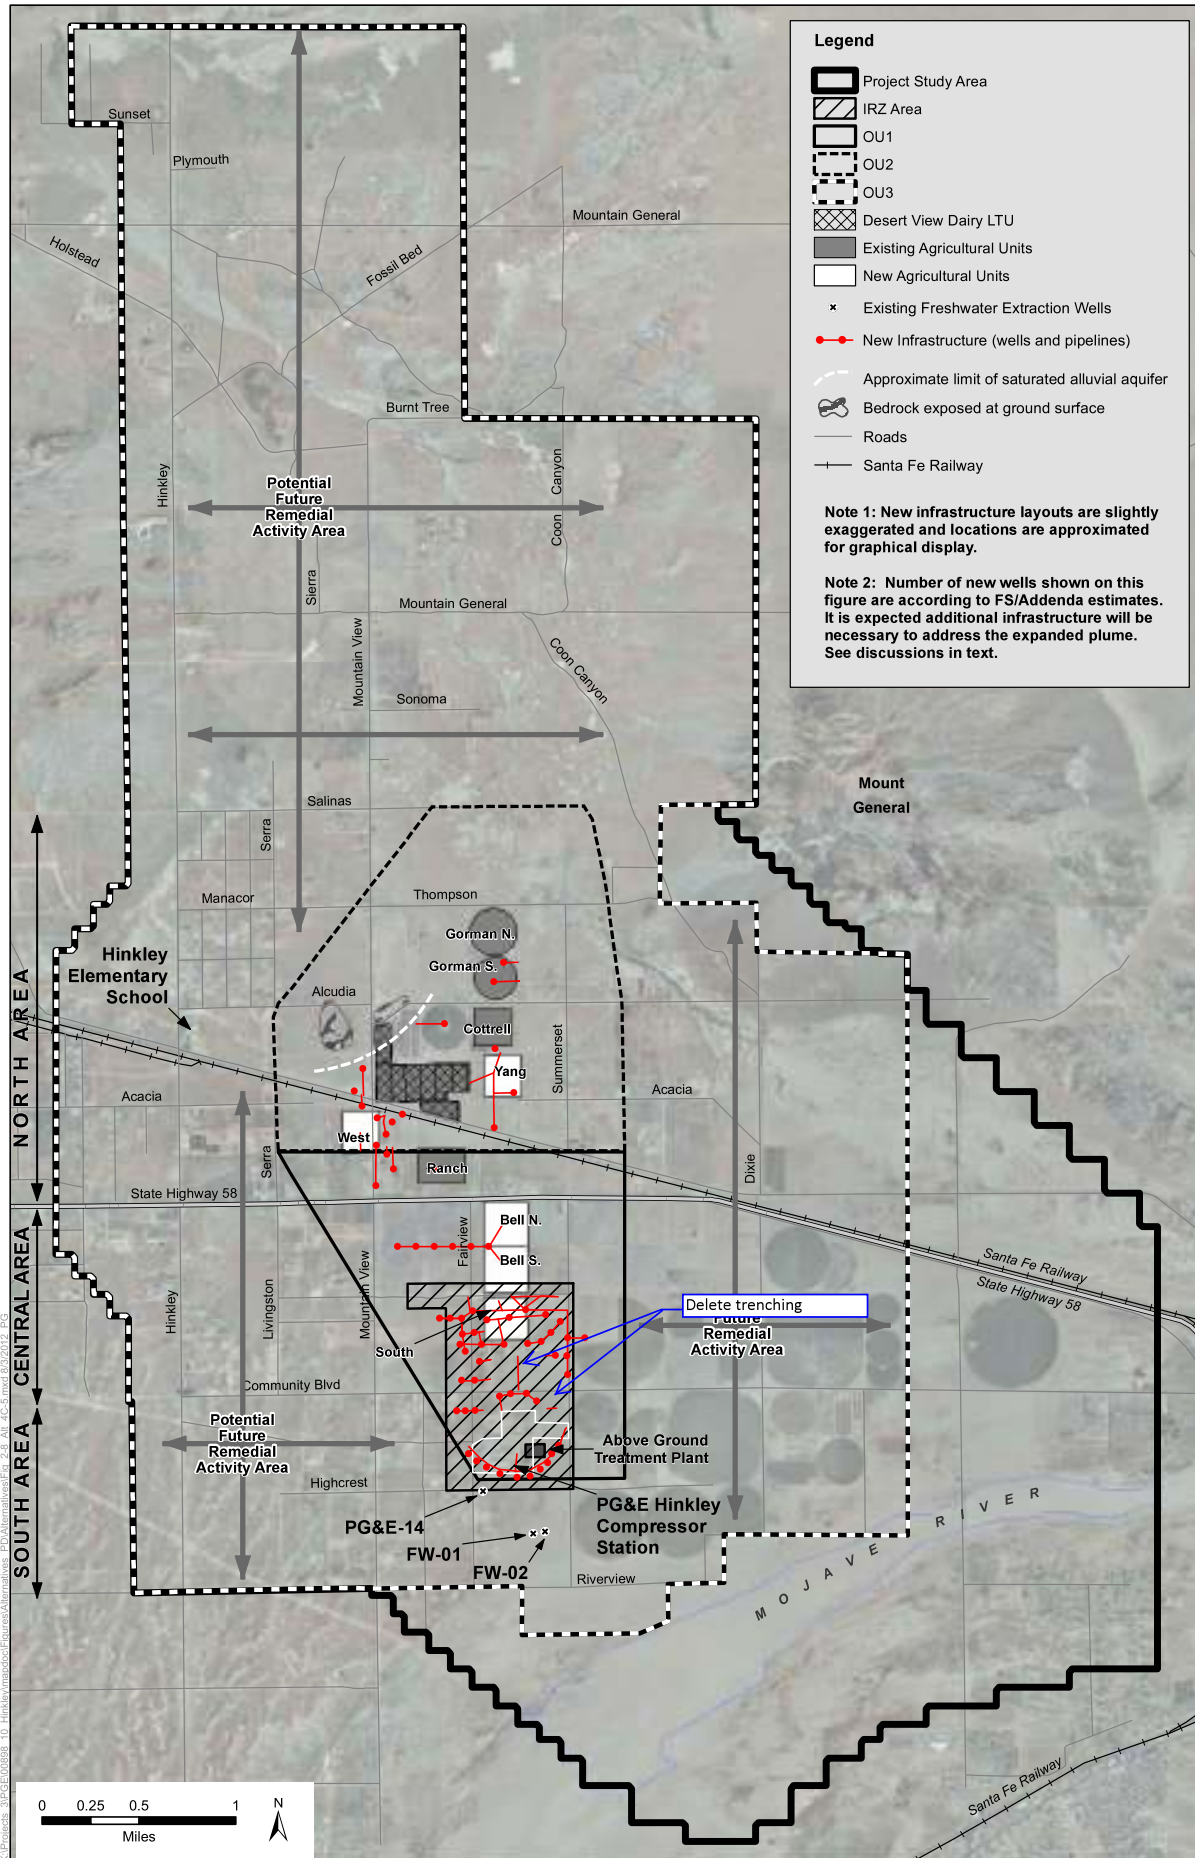 Legend
Project Study Area
IRZ Area
OU1
OU2
OU3
Desert View Dairy LTU
Existing Agricultural Units
New Agricultural Units
Existing Freshwater Extraction Wells
New Infrastructure (wells and pipelines)
Approximate limit of saturated alluvial aquifer
Bedrock exposed at ground surface
Roads
Santa Fe Railway
Note 1: New infrastructure layouts are slightly
exaggerated and locations are approximated
for graphical display.
Note 2: Number of new wells shown on this
figure are according to FS/Addenda estimates.
It is expected additional infrastructure will be
necessary to address the expanded plume.
See discussions in text.
Sunset
Plymouth
Mountain General
Holstead
Fossil Bed
Burnt Tree
Hinkley
Canyon
Coon
Potential
Future
Remedial
Activity Area
Sierra
Mountain General
Mountain View
Coon Canyon
Sonoma
Mount
General
Salinas
Serra
Manacor
Thompson
Gorman N.
Gorman S.
Hinkley
Elementary
School
Alcudia
Cottrell
Summerset
Yang
Acacia
Acacia
West
Serra
Ranch
Dixie
State Highway 58
NORTH AREA
Bell N.
Bell S.
Fairview
Santa Fe Railway
State Highway 58
CENTRAL AREA
Hinkley
Livingston
Mountain View
Delete trenching
Future
Remedial
Activity Area
South
Community Blvd
Potential
Future
Remedial
Activity Area
Above Ground
Treatment Plant
Highcrest
PG&E Hinkley
Compressor
Station
PG&E-14
FW-01
FW-02
SOUTH AREA
Riverview
MOJAVE RIVER
Santa Fe Railway
0 0.25 0.5 1
Miles
N